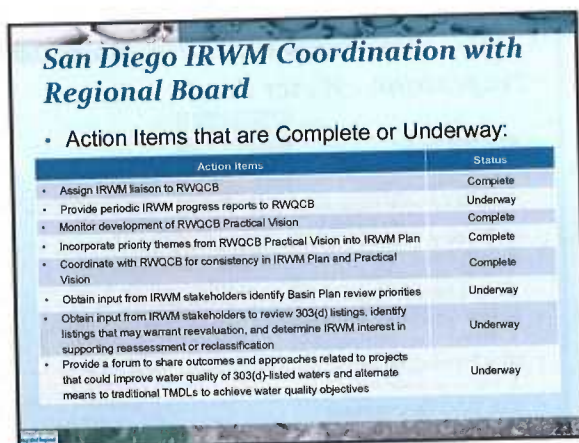 San Diego IRWM Coordination with
Regional Board
• Action Items that are Complete or Underway:
Action Items Status
• Assign IRWM liaison to RWQCB Complete
• Provide periodic IRWM progress reports to RWQCB Underway
• Monitor development of RWQCB Practical Vision Complete
• Incorporate priority themes from RWQCB Practical Vision into IRWM Plan Complete
• Coordinate with RWQCB for consistency in IRWM Plan and Practical
Vision Complete
• Obtain input from IRWM stakeholders identify Basin Plan review priorities Underway
• Obtain input from IRWM stakeholders to review 303(d) listings, identify
listings that may warrant reevaluation, and determine IRWM interest in
supporting reassessment or reclassification Underway
• Provide a forum to share outcomes and approaches related to projects
that could improve water quality of 303(d)-listed waters and alternate
means to traditional TMDLs to achieve water quality objectives Underway